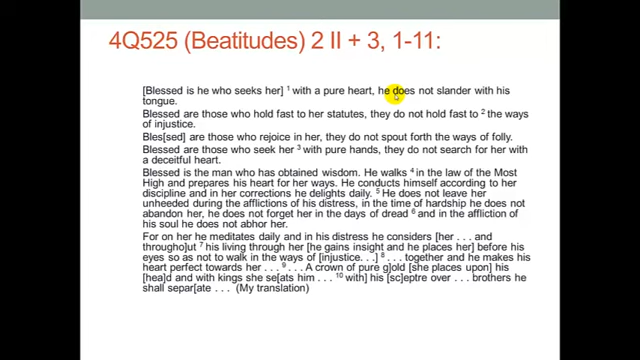 4Q525 (Beatitudes) 2 II + 3, 1-11:
[Blessed is he who seeks her] 1 with a pure heart, he does not slander with his
tongue.
Blessed are those who hold fast to her statutes, they do not hold fast to 2 the ways
of injustice.
Bles[sed] are those who rejoice in her, they do not spout forth the ways of folly.
Blessed are those who seek her 3 with pure hands, they do not search for her with
a deceitful heart.
Blessed is the man who has obtained wisdom. He walks 4 in the law of the Most
High and prepares his heart for her ways. He conducts himself according to her
discipline and in her corrections he delights daily. 5 He does not leave her
unheeded during the afflictions of his distress, in the time of hardship he does not
abandon her, he does not forget her in the days of dread 6 and in the affliction of
his soul he does not abhor her.
For on her he meditates daily and in his distress he considers [her . . . and
througho]ut 7 his living through her [he gains insight and he places her] before his
eyes so as not to walk in the ways of [injustice. . .] 8 . . . together and he makes his
heart perfect towards her . . . 9 . . . A crown of pure g]old [she places upon] his
[hea]d and with kings she se[ats him . . . 10 with] his [sc]eptre over . . . brothers he
shall separ[ate . . . (My translation)